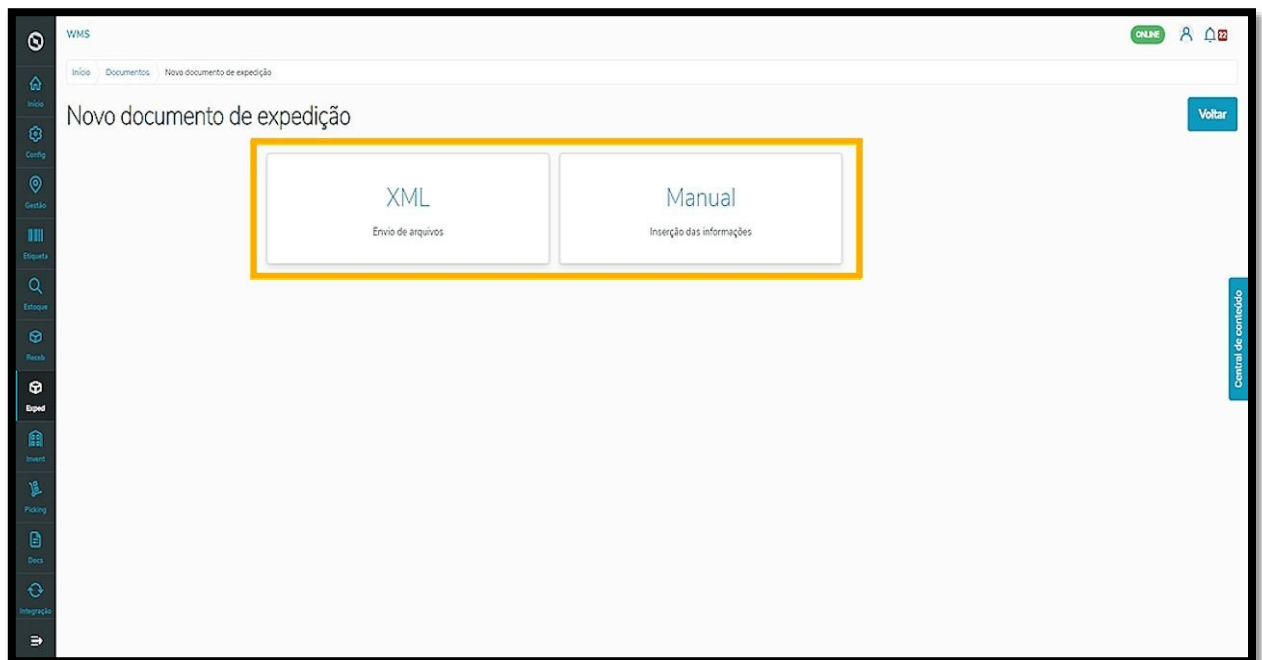 WMS
ONLINE
22
Início
Documentos
Novo documento de expedição
Novo documento de expedição
Voltar
XML
Envio de arquivos
Manual
Inserção das informações
Central de conteúdo
Início
Config
Gestão
Etiqueta
Estoque
Receb
Exped
Invent
Picking
Docs
Integração